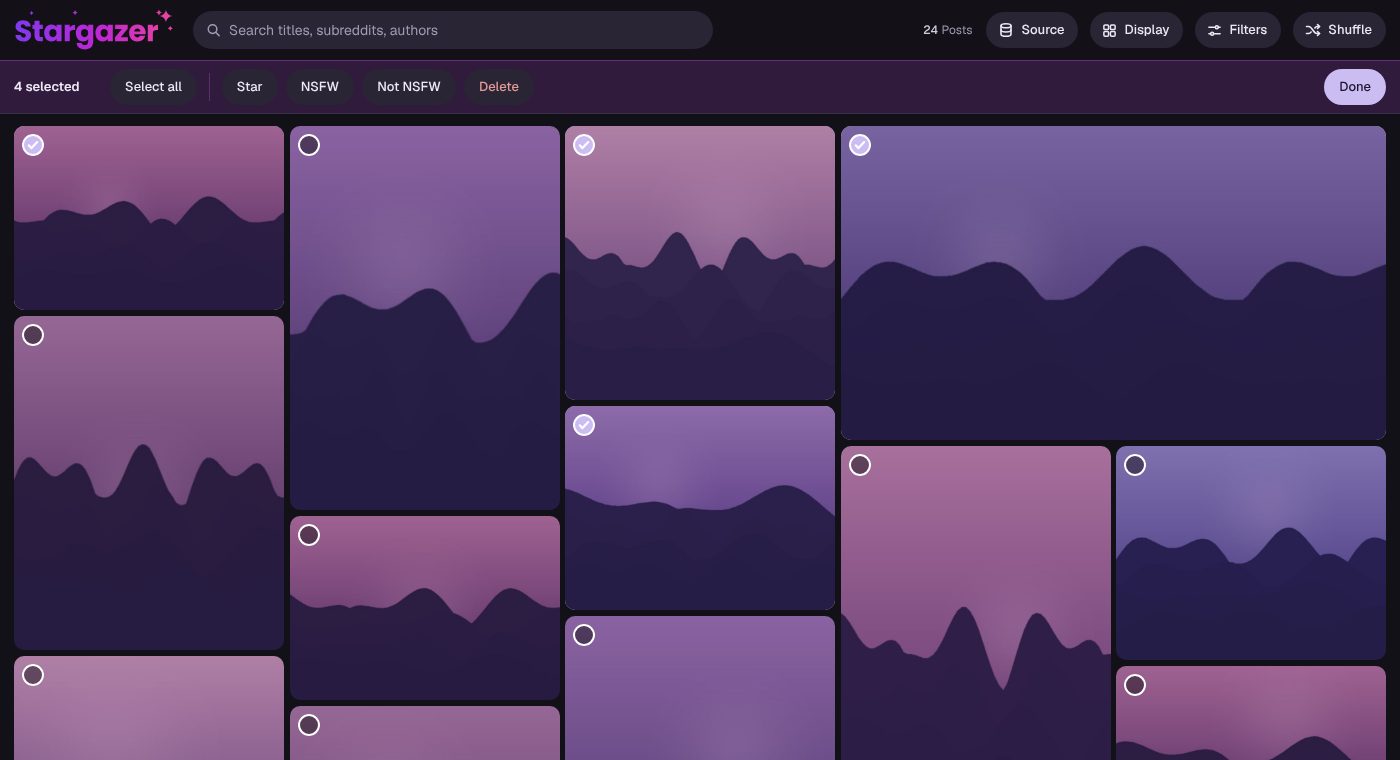 Stargazer
Search titles, subreddits, authors
24 Posts
Source
Display
Filters
Shuffle
4 selected
Select all
Star
NSFW
Not NSFW
Delete
Done